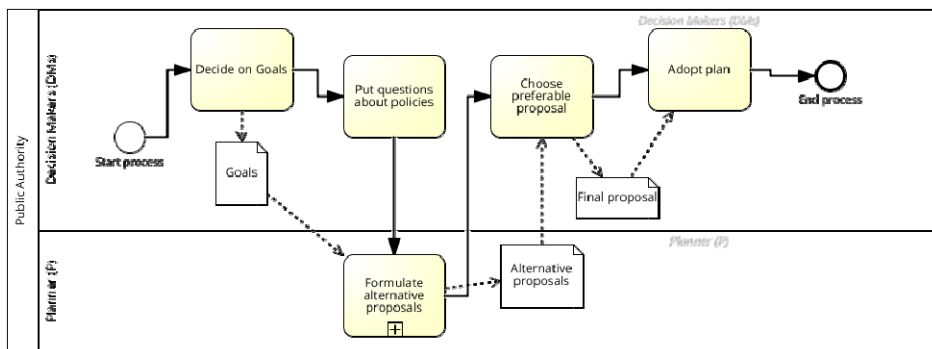 Public Authority
Decision Makers (DMs)
Decision Makers (DMs)
Start process
Decide on Goals
Goals
Put questions
about policies
Choose
preferable
proposal
Adopt plan
End process
Final proposal
Planner (P)
Planner (P)
Formulate
alternative
proposals
Alternative
proposals